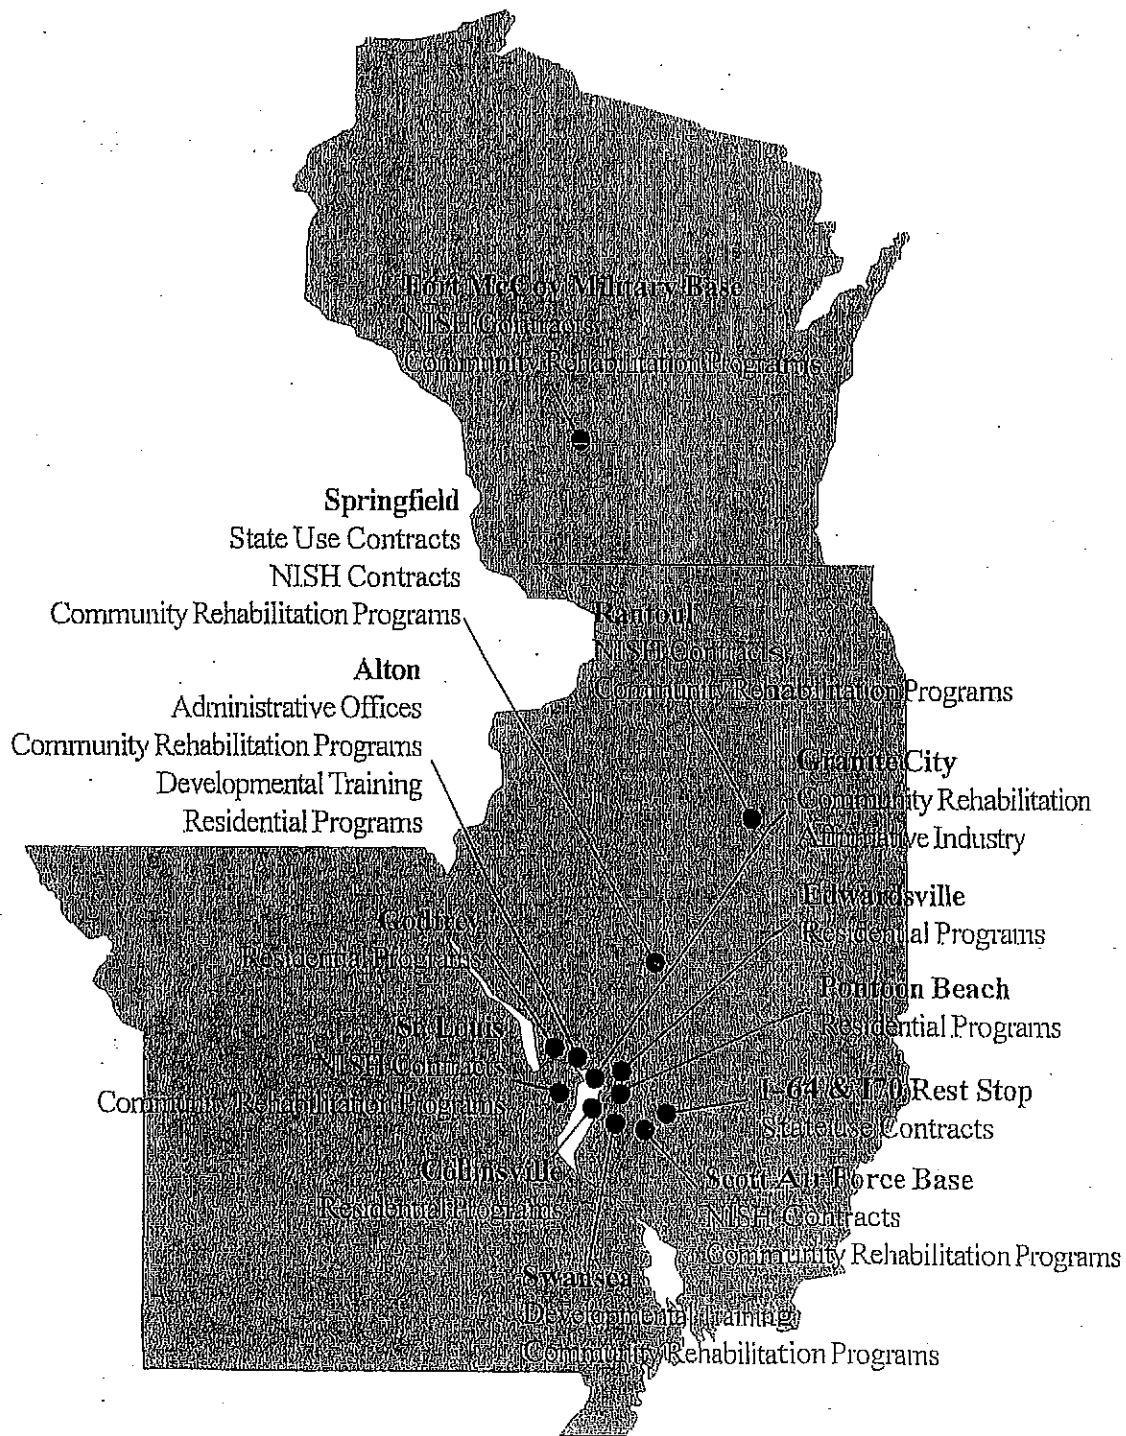 Fort McCoy Military Base
NISH Contracts
Community Rehabilitation Programs
Springfield
State Use Contracts
NISH Contracts
Community Rehabilitation Programs
Rantoul
NISH Contracts
Community Rehabilitation Programs
Alton
Administrative Offices
Community Rehabilitation Programs
Developmental Training
Residential Programs
Granite City
Community Rehabilitation
Affirmative Industry
Godfrey
Residential Programs
Edwardsville
Residential Programs
Pontoon Beach
Residential Programs
St. Louis
NISH Contracts
Community Rehabilitation Programs
I-64 & I70 Rest Stop
State use Contracts
Collinsville
Residential Programs
Scott Air Force Base
NISH Contracts
Community Rehabilitation Programs
Swansea
Developmental Training
Community Rehabilitation Programs